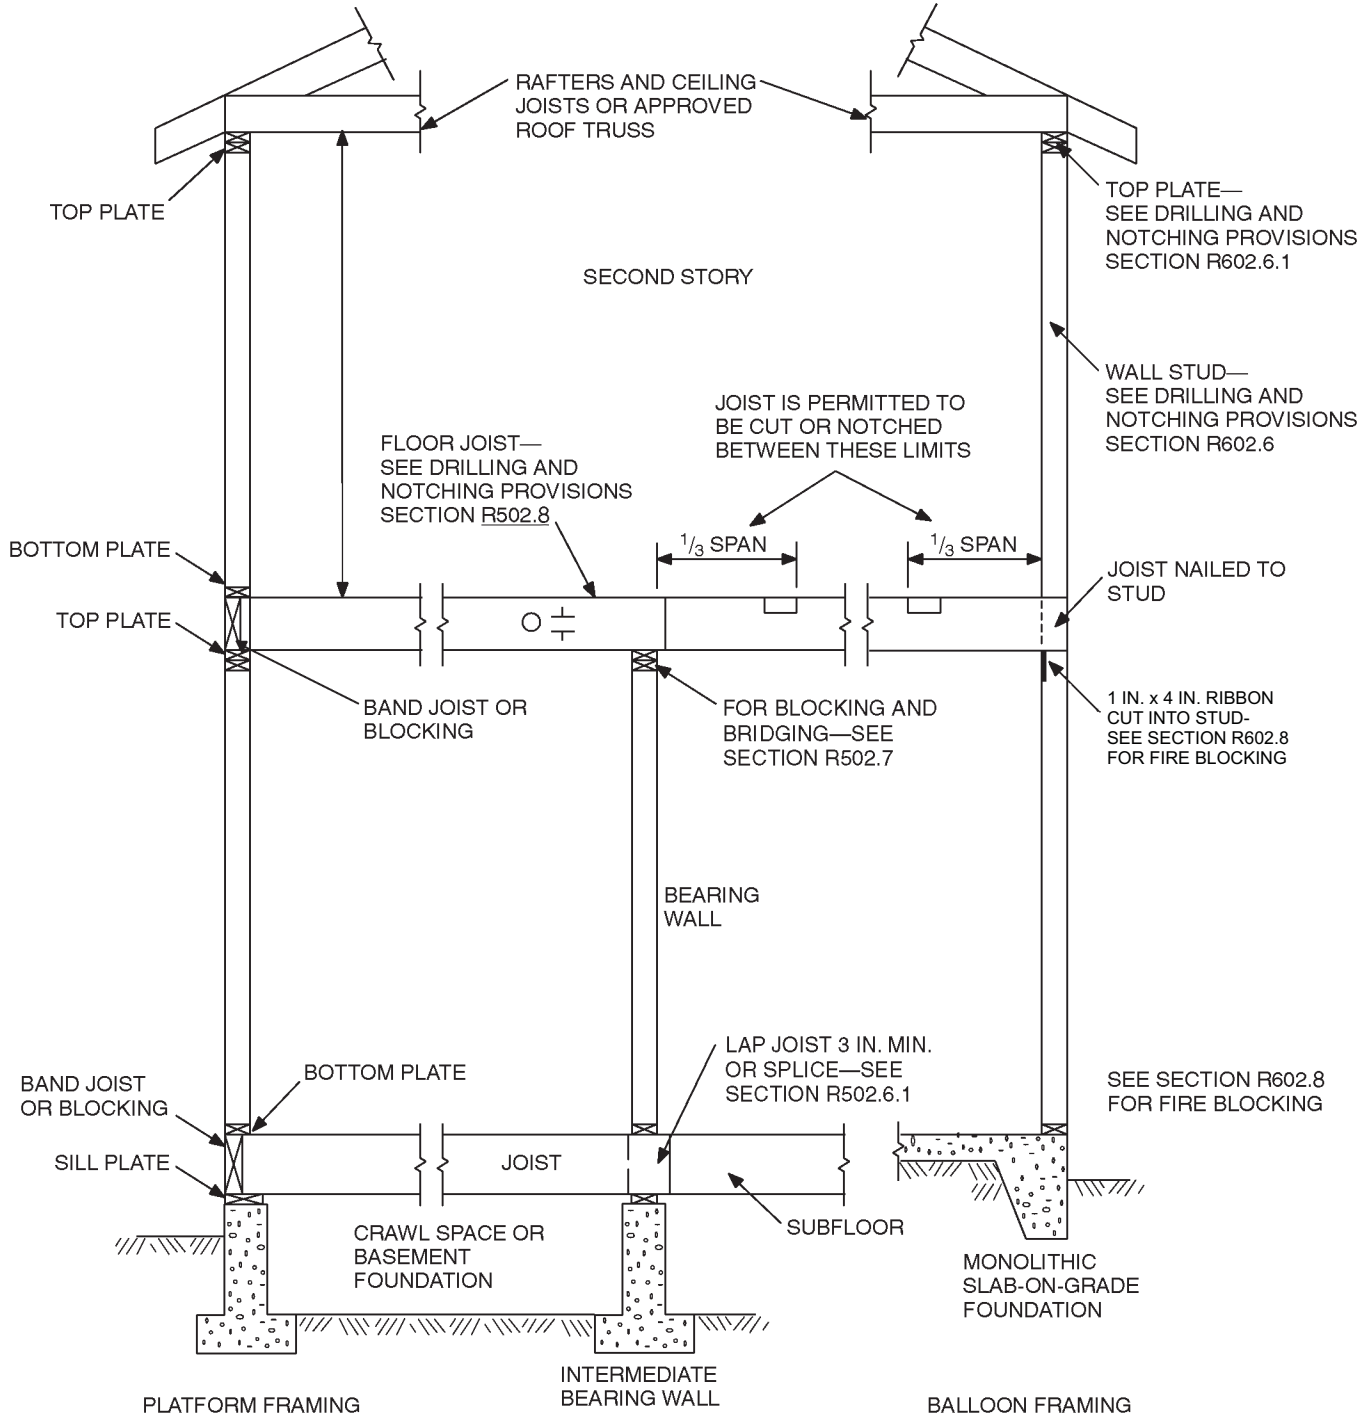 RAFTERS AND CEILING
JOISTS OR APPROVED
ROOF TRUSS
TOP PLATE
TOP PLATE—
SEE DRILLING AND
NOTCHING PROVISIONS
SECTION R602.6.1
SECOND STORY
WALL STUD—
SEE DRILLING AND
NOTCHING PROVISIONS
SECTION R602.6
JOIST IS PERMITTED TO
BE CUT OR NOTCHED
BETWEEN THESE LIMITS
FLOOR JOIST—
SEE DRILLING AND
NOTCHING PROVISIONS
SECTION R502.8
BOTTOM PLATE
1/3 SPAN
1/3 SPAN
JOIST NAILED TO
STUD
TOP PLATE
BAND JOIST OR
BLOCKING
FOR BLOCKING AND
BRIDGING—SEE
SECTION R502.7
1 IN. x 4 IN. RIBBON
CUT INTO STUD-
SEE SECTION R602.8
FOR FIRE BLOCKING
BEARING
WALL
LAP JOIST 3 IN. MIN.
OR SPLICE—SEE
SECTION R502.6.1
BOTTOM PLATE
BAND JOIST
OR BLOCKING
SEE SECTION R602.8
FOR FIRE BLOCKING
SILL PLATE
JOIST
SUBFLOOR
CRAWL SPACE OR
BASEMENT
FOUNDATION
MONOLITHIC
SLAB-ON-GRADE
FOUNDATION
INTERMEDIATE
BEARING WALL
PLATFORM FRAMING
BALLOON FRAMING